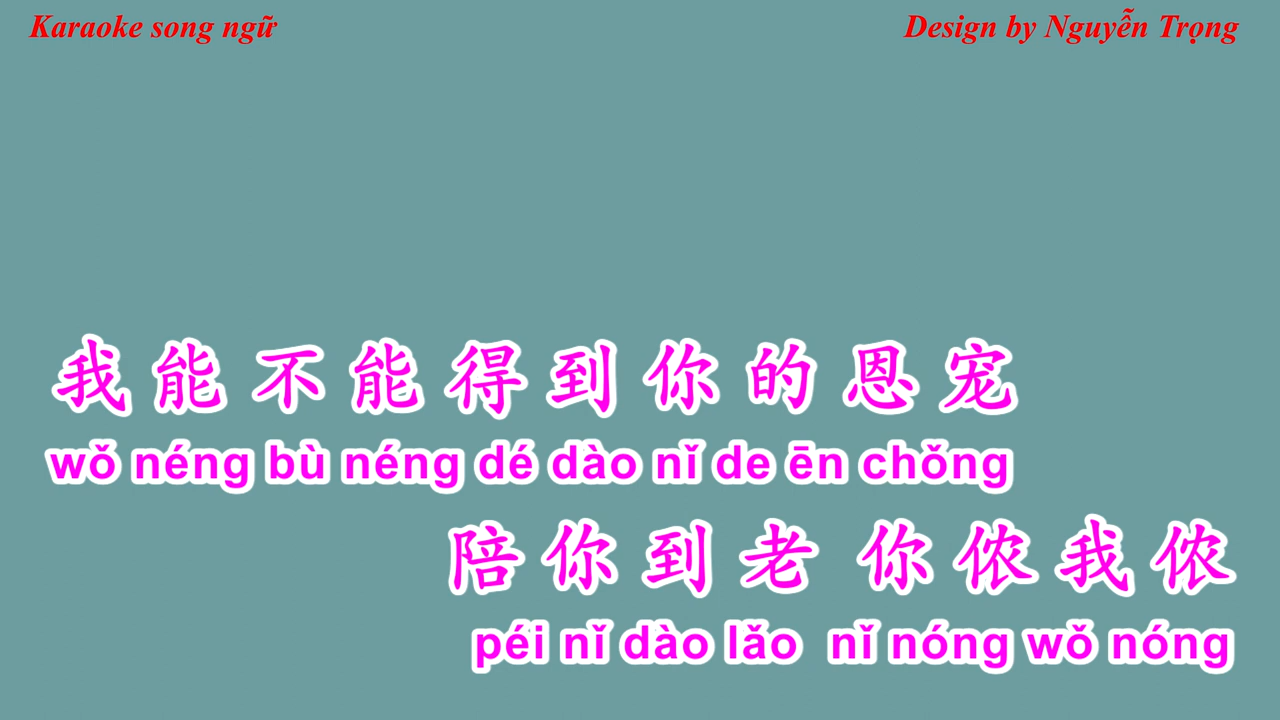 Karaoke song ngữ
Design by Nguyễn Trọng
我能不能得到你的恩宠
wǒ néng bù néng dé dào nǐ de ēn chǒng
陪你到老 你侬我侬
péi nǐ dào lǎo nǐ nóng wǒ nóng